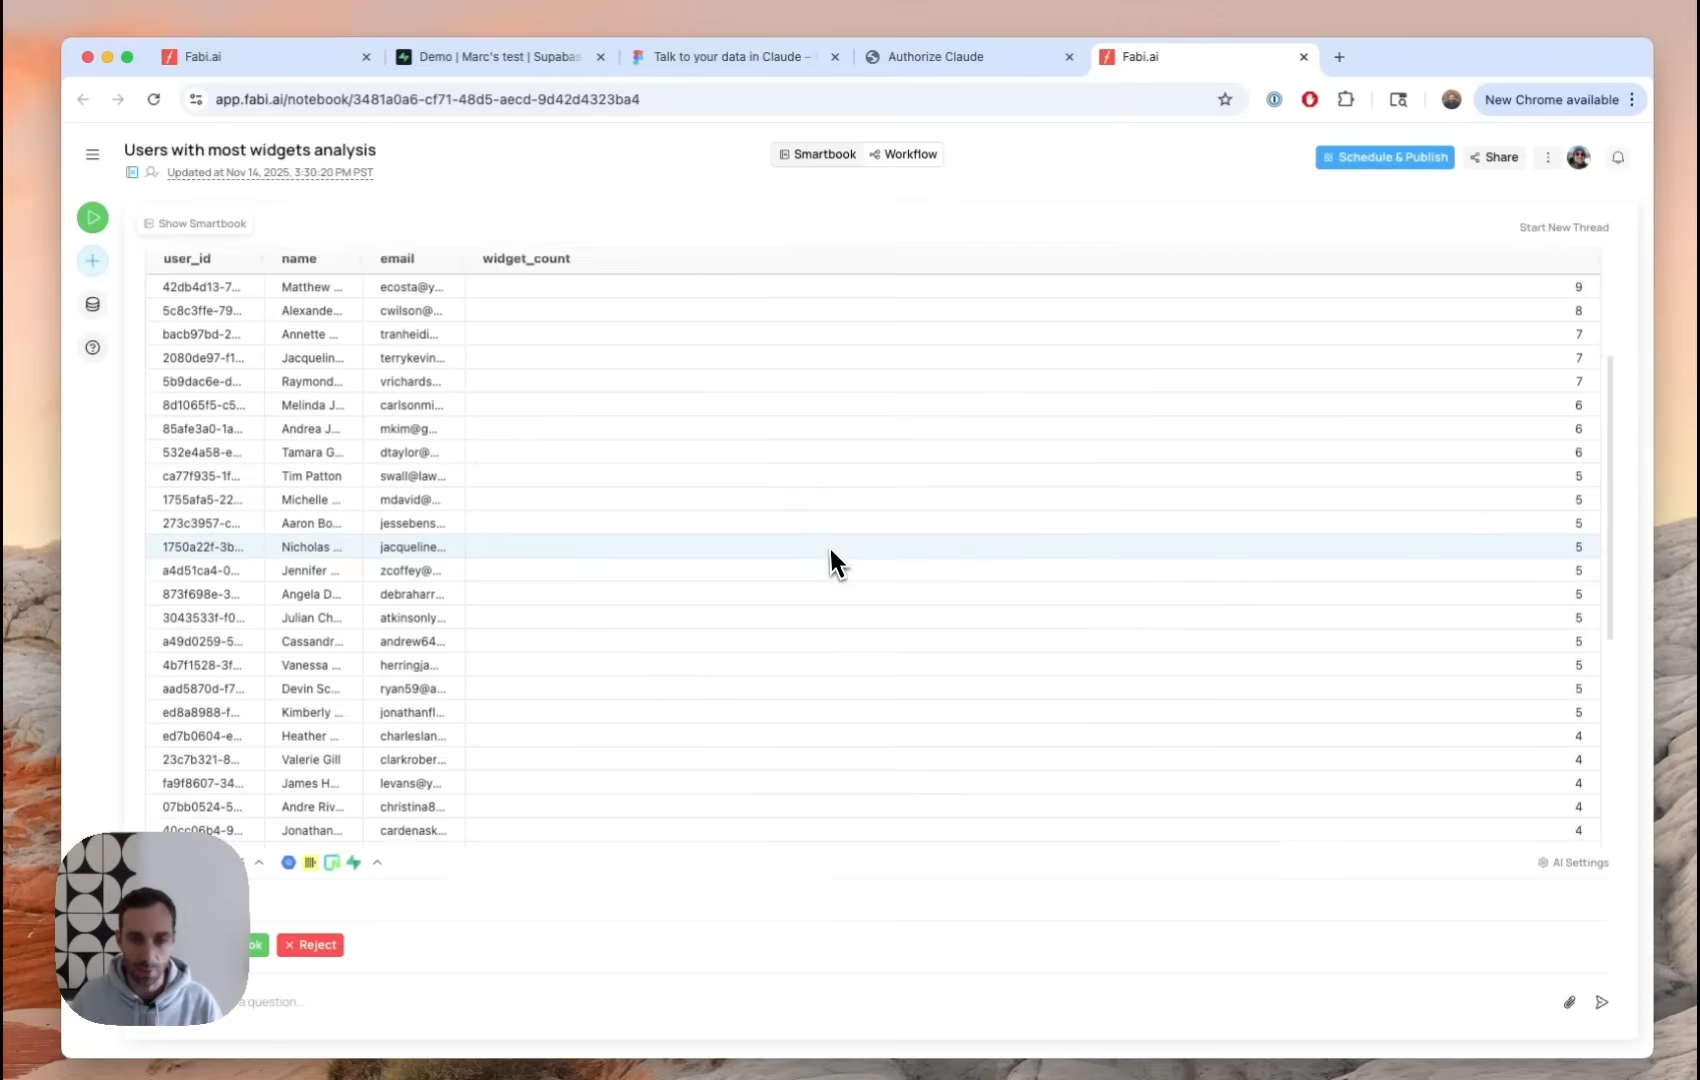 Fabi.ai
Demo | Marc's test | Supabas
Talk to your data in Claude –
Authorize Claude
Fabi.ai
app.fabi.ai/notebook/3481a0a6-cf71-48d5-aecd-9d42d4323ba4
New Chrome available
Users with most widgets analysis
Updated at Nov 14, 2025, 3:30:20 PM PST
Smartbook
Workflow
Schedule & Publish
Share
Show Smartbook
Start New Thread
user_id name email widget_count
42db4d13-7... Matthew ... ecosta@y... 9
5c8c3ffe-79... Alexande... cwilson@... 8
bacb97bd-2... Annette ... tranheidi... 7
2080de97-f1... Jacquelin... terrykevin... 7
5b9dac6e-d... Raymond... vrichards... 7
8d1065f5-c5... Melinda J... carlsonmi... 6
85afe3a0-1a... Andrea J... mkim@g... 6
532e4a58-e... Tamara G... dtaylor@... 6
ca77f935-1f... Tim Patton swall@law... 5
1755afa5-22... Michelle ... mdavid@... 5
273c3957-c... Aaron Bo... jessebens... 5
1750a22f-3b... Nicholas ... jacqueline... 5
a4d51ca4-0... Jennifer ... zcoffey@... 5
873f698e-3... Angela D... debraharr... 5
3043533f-f0... Julian Ch... atkinsonly... 5
a49d0259-5... Cassandr... andrew64... 5
4b7f1528-3f... Vanessa ... herringja... 5
aad5870d-f7... Devin Sc... ryan59@a... 5
ed8a8988-f... Kimberly ... jonathanfl... 5
ed7b0604-e... Heather ... charleslan... 4
23c7b321-8... Valerie Gill clarkrober... 4
fa9f8607-34... James H... levans@y... 4
07bb0524-5... Andre Riv... christina8... 4
40cc06b4-9... Jonathan... cardenask... 4
AI Settings
ok
Reject
a question...